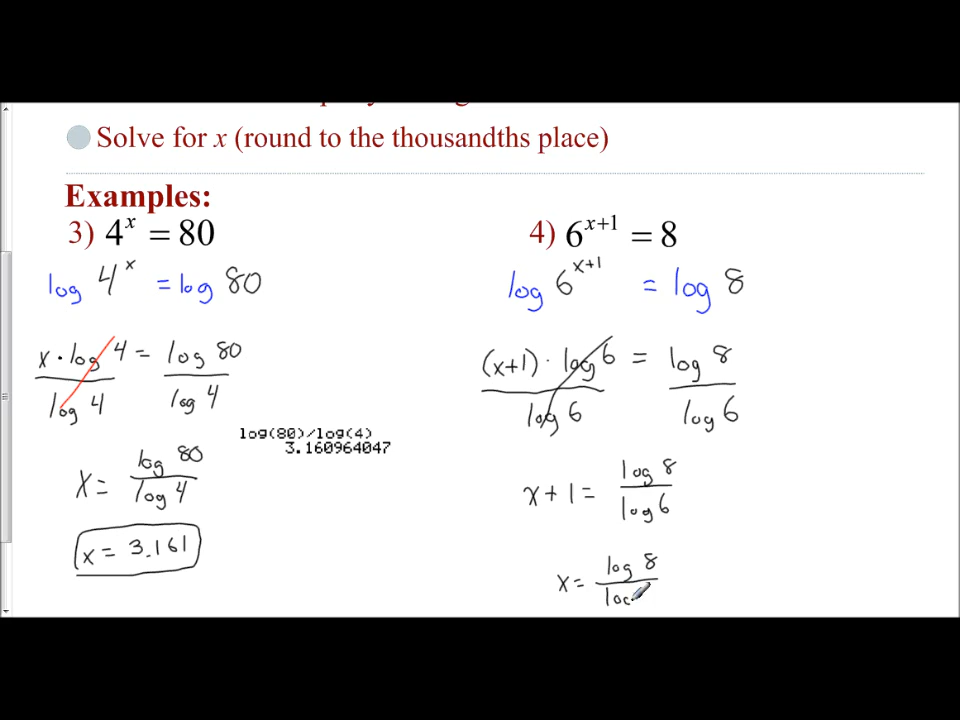 Solve for x (round to the thousandths place)
Examples:
3) 4^x = 80
log 4^x = log 80
x · log 4 = log 80
log 4 log 4
log(80)/log(4)
3.160964047
x = log 80
log 4
x = 3.161
4) 6^{x+1} = 8
log 6^{x+1} = log 8
(x+1) · log 6 = log 8
log 6 log 6
x + 1 = log 8
log 6
x = log 8